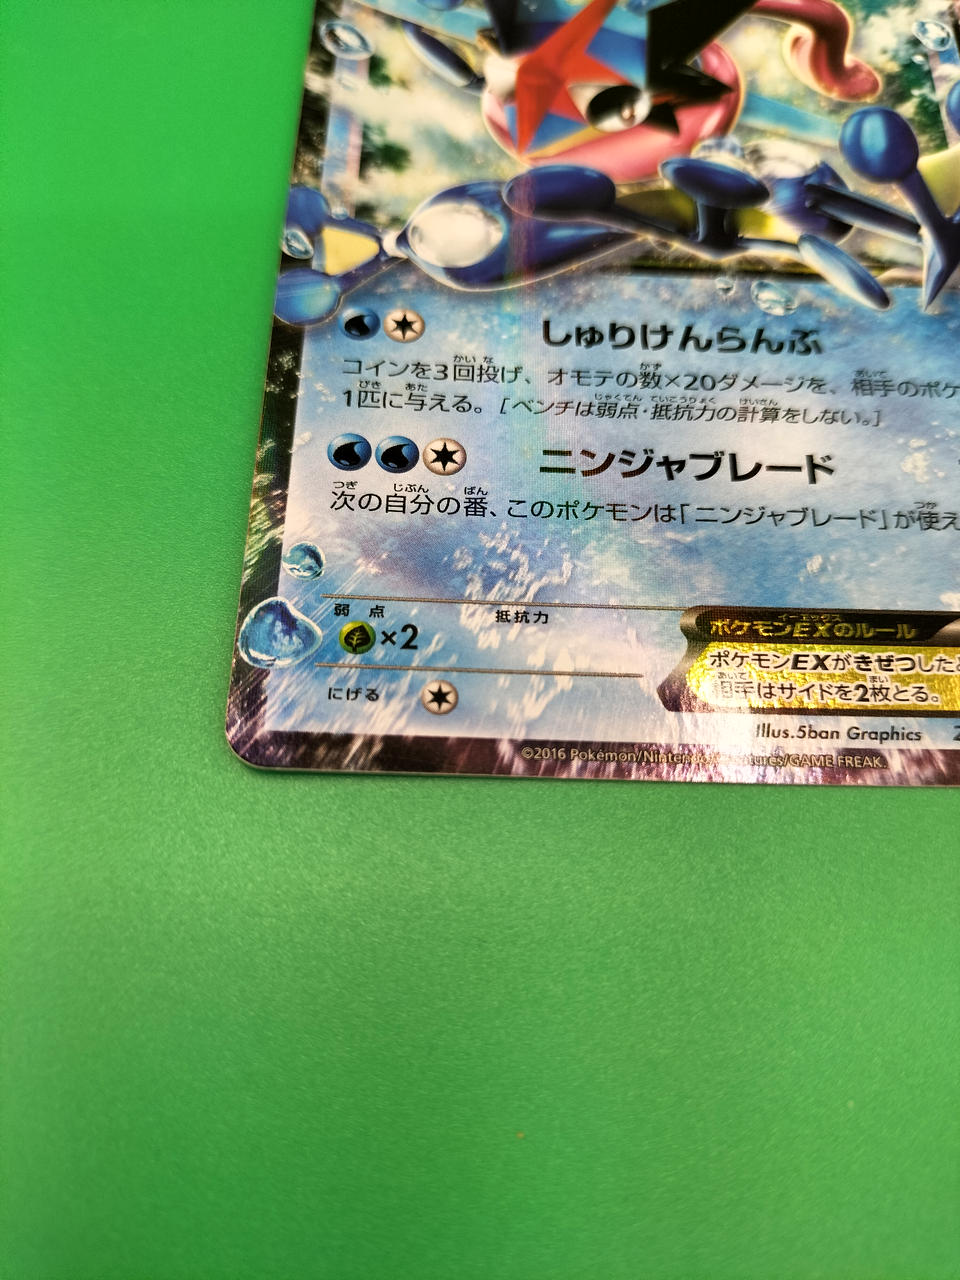 しゅりけんらんぶ
コインを3回投げ、オモテの数×20ダメージを、相手のポケ
1匹に与える。[ベンチは弱点・抵抗力の計算をしない。]
ニンジャブレード
次の自分の番、このポケモンは「ニンジャブレード」が使え
弱点 抵抗力
×2
にげる
ポケモンEXのルール
ポケモンEXがきぜつした
相手はサイドを2枚とる。
Illus.5ban Graphics
©2016 Pokémon/Nintendo/Creatures/GAME FREAK.